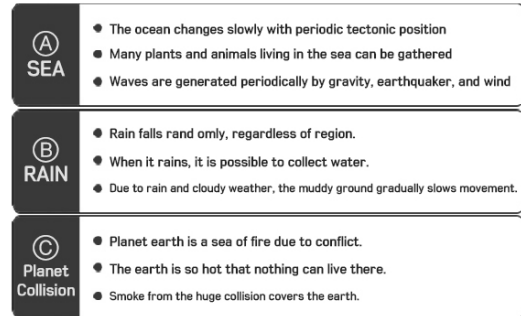 Ⓐ
SEA
The ocean changes slowly with periodic tectonic position
Many plants and animals living in the sea can be gathered
Waves are generated periodically by gravity, earthquaker, and wind
Ⓑ
RAIN
Rain falls rand omly, regardless of region.
When it rains, it is possible to collect water.
Due to rain and cloudy weather, the muddy ground gradually slows movement.
Ⓒ
Planet
Collision
Planet earth is a sea of fire due to conflict.
The earth is so hot that nothing can live there.
Smoke from the huge collision covers the earth.